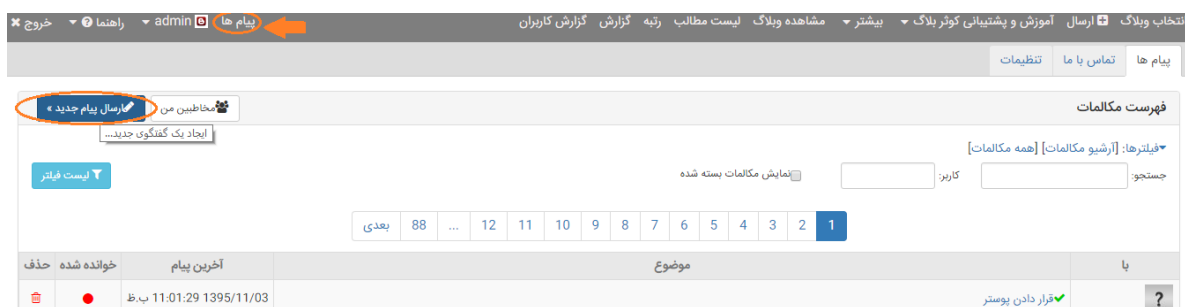 انتخاب وبلاگ ارسال آموزش و پشتیبانی کوثر بلاگ بیشتر مشاهده وبلاگ لیست مطالب رتبه گزارش گزارش کاربران پیام ها admin راهنما خروج
پیام ها تماس با ما تنظیمات
فهرست مکالمات مخاطبین من ارسال پیام جدید »
ایجاد یک گفتگوی جدید...
فیلترها: [آرشیو مکالمات] [همه مکالمات]
جستجو: کاربر: نمایش مکالمات بسته شده لیست فیلتر
1 2 3 4 5 6 7 8 9 10 11 12 ... 88 بعدی
با موضوع آخرین پیام خوانده شده حذف
? قرار دادن پوستر 1395/11/03 11:01:29 ب.ظ